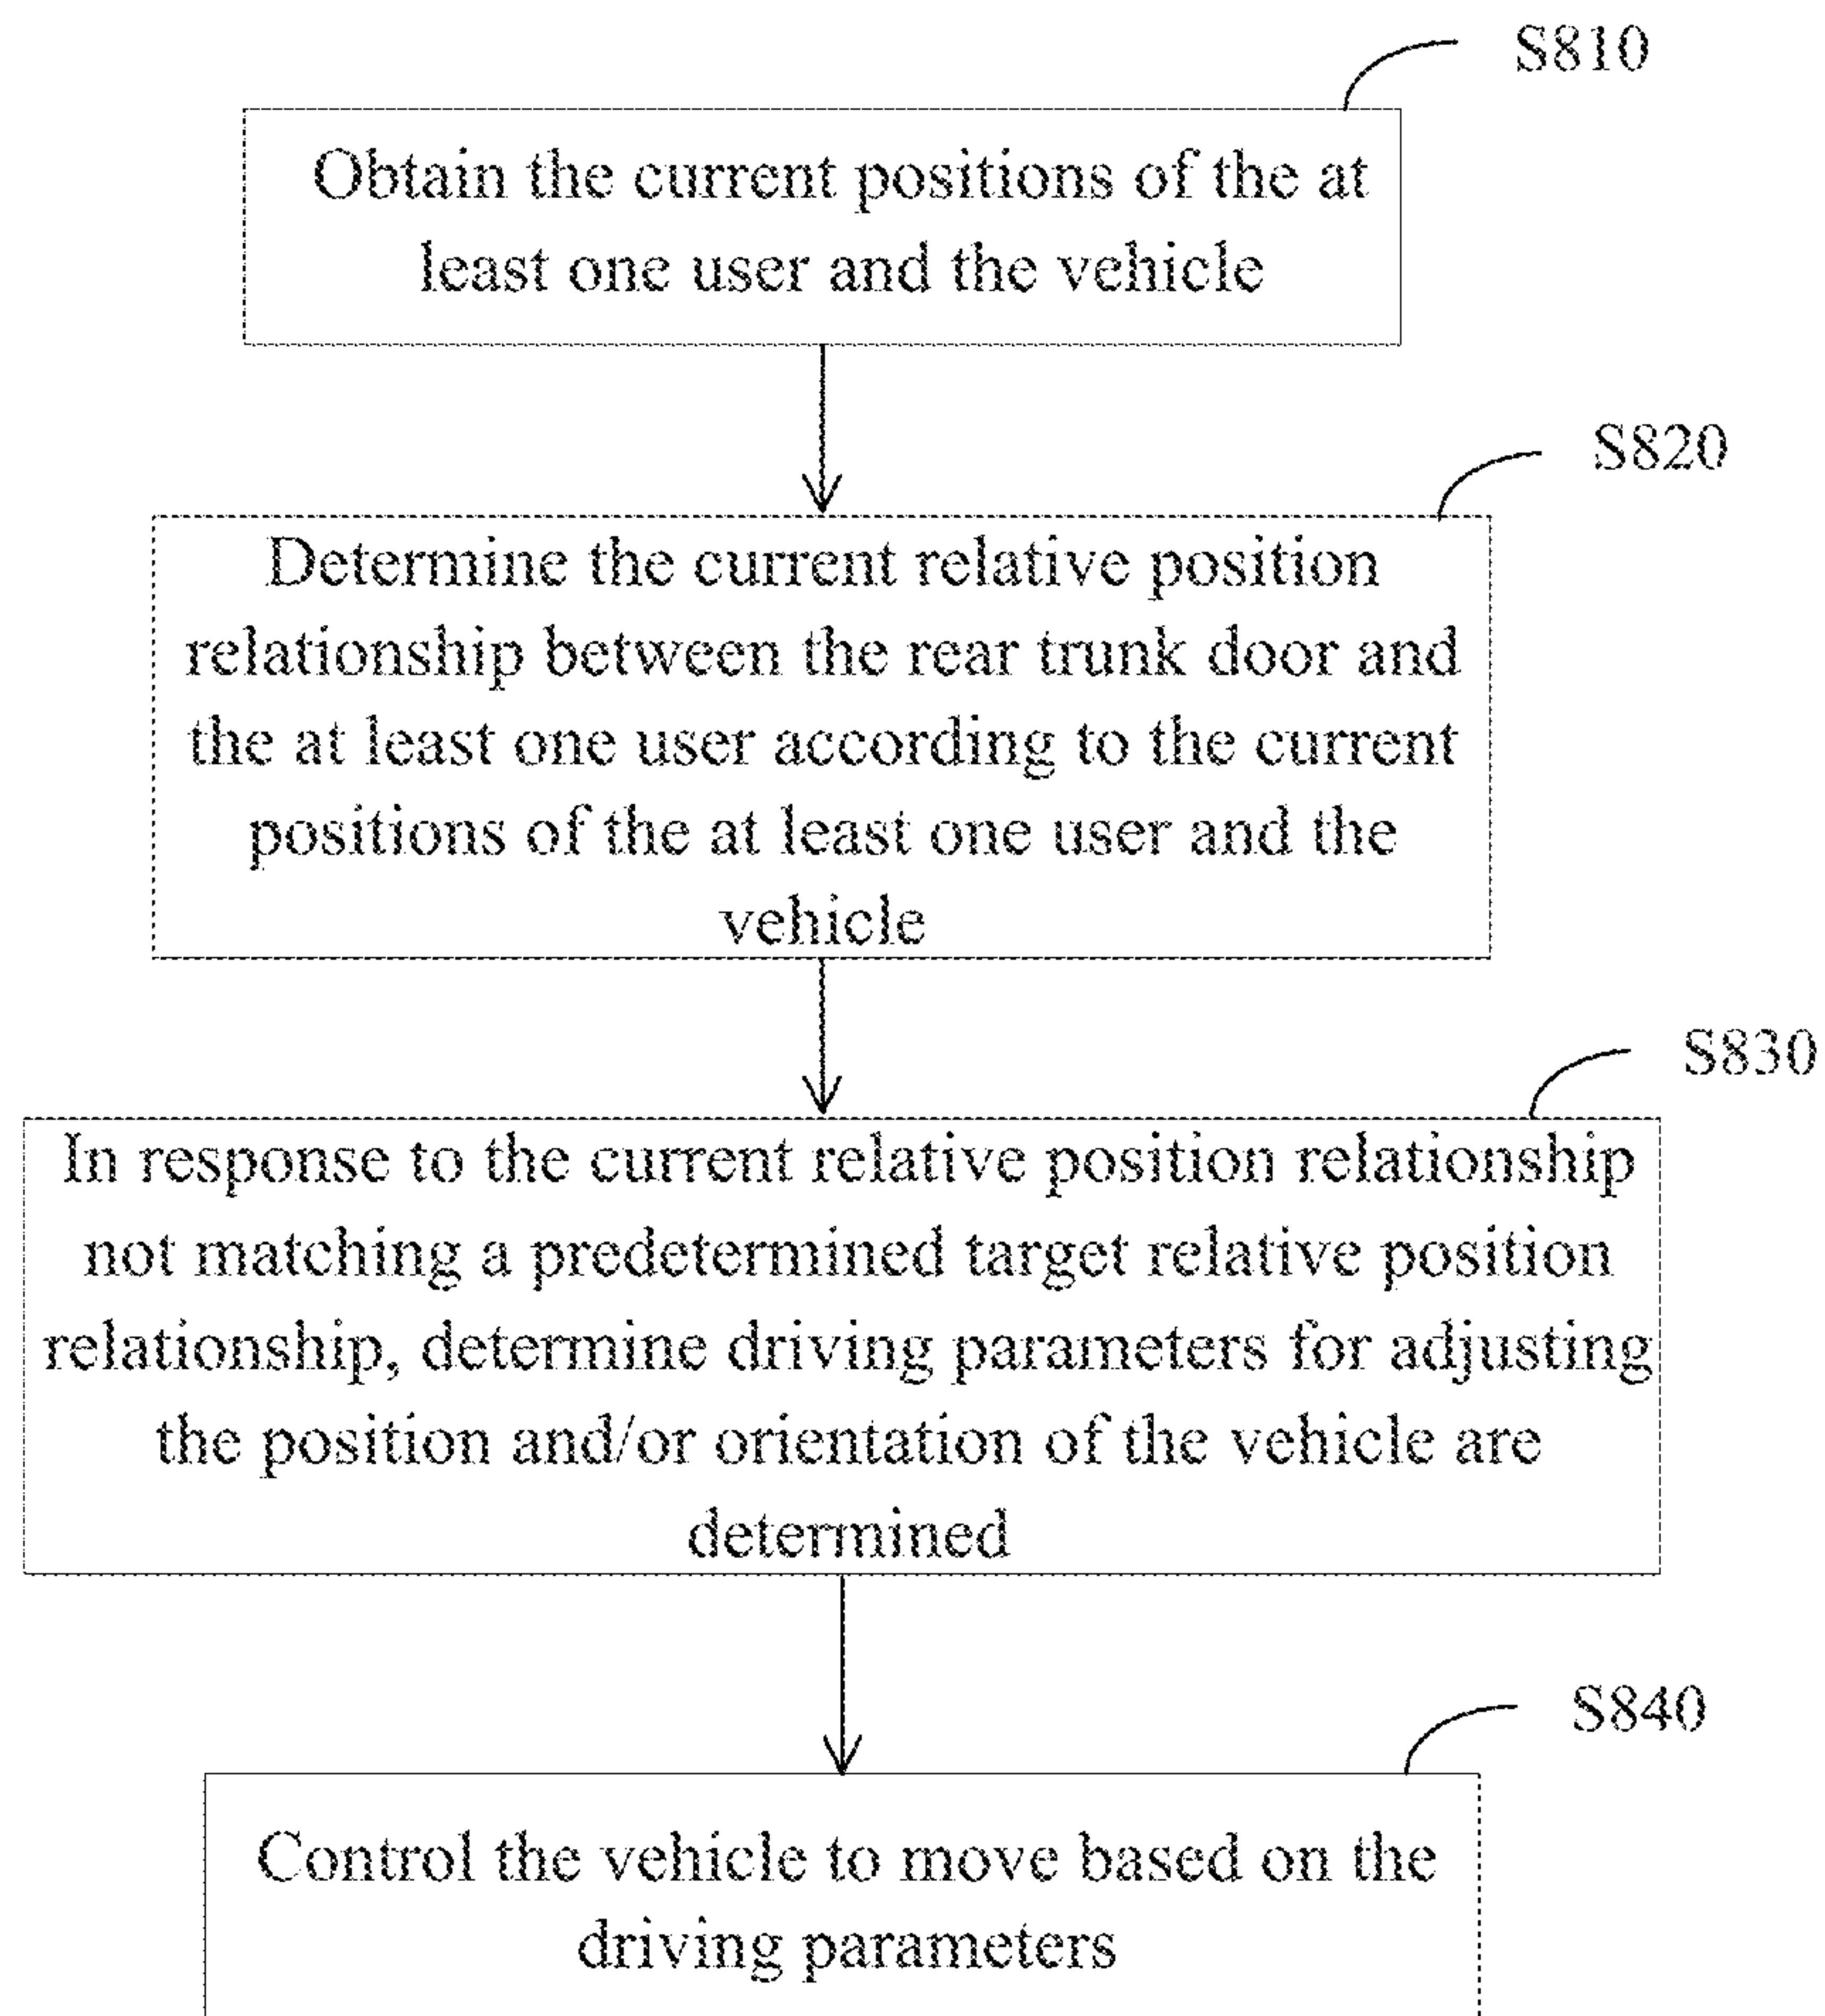 S810
Obtain the current positions of the at
least one user and the vehicle
S820
Determine the current relative position
relationship between the rear trunk door and
the at least one user according to the current
positions of the at least one user and the
vehicle
S830
In response to the current relative position relationship
not matching a predetermined target relative position
relationship, determine driving parameters for adjusting
the position and/or orientation of the vehicle are
determined
S840
Control the vehicle to move based on the
driving parameters